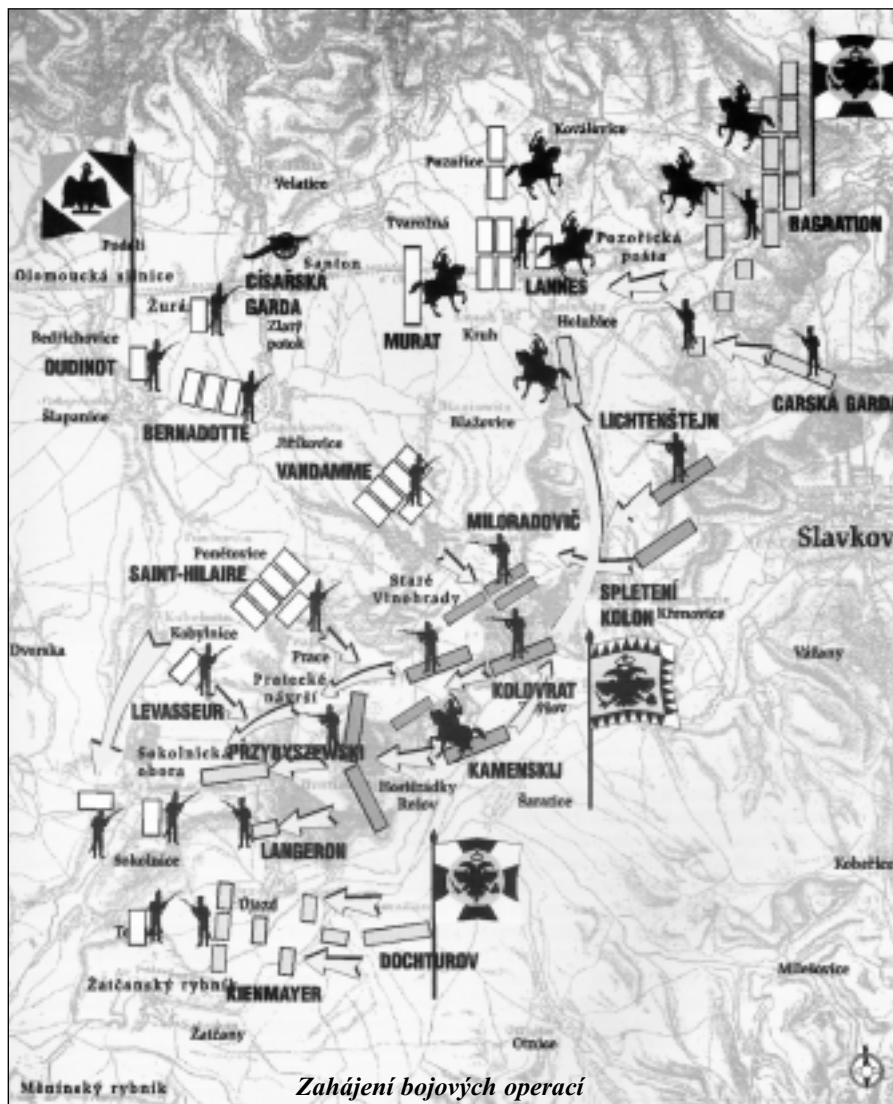 Koválovice
Pozořice
Velatice
Tvarožná
BAGRATION
Pozořická
pošta
Podolí
Olomoucká silnice
Santon
CÍSAŘSKÁ
GARDA
LANNES
Zlatý
potok
MURAT
Kruh
Holubice
Bedřichovice
OUDINOT
CARSKÁ GARDA
Šlapanice
BERNADOTTE
Blažovice
LICHTENŠTEJN
Jiříkovice
VANDAMME
MILORADOVIČ
Slavkov
Ponětovice
SAINT-HILAIRE
Staré
Vinohrady
SPLETENÍ
KOLON
Křenovice
Kobylnice
Dvorska
Prace
Pratecké
návrší
Vážany
KOLOVRAT
LEVASSEUR
PRZYBYSZEWSKI
Sokolnická
obora
KAMENSKIJ
Hostěrádky
Rešov
Šaratice
LANGERON
Sokolnice
Kobeřice
Újezd
DOCHTUROV
Milešovice
Žatčanský rybník
KIENMAYER
Žatčany
Otnice
Měnínský rybník
Zahájení bojových operací